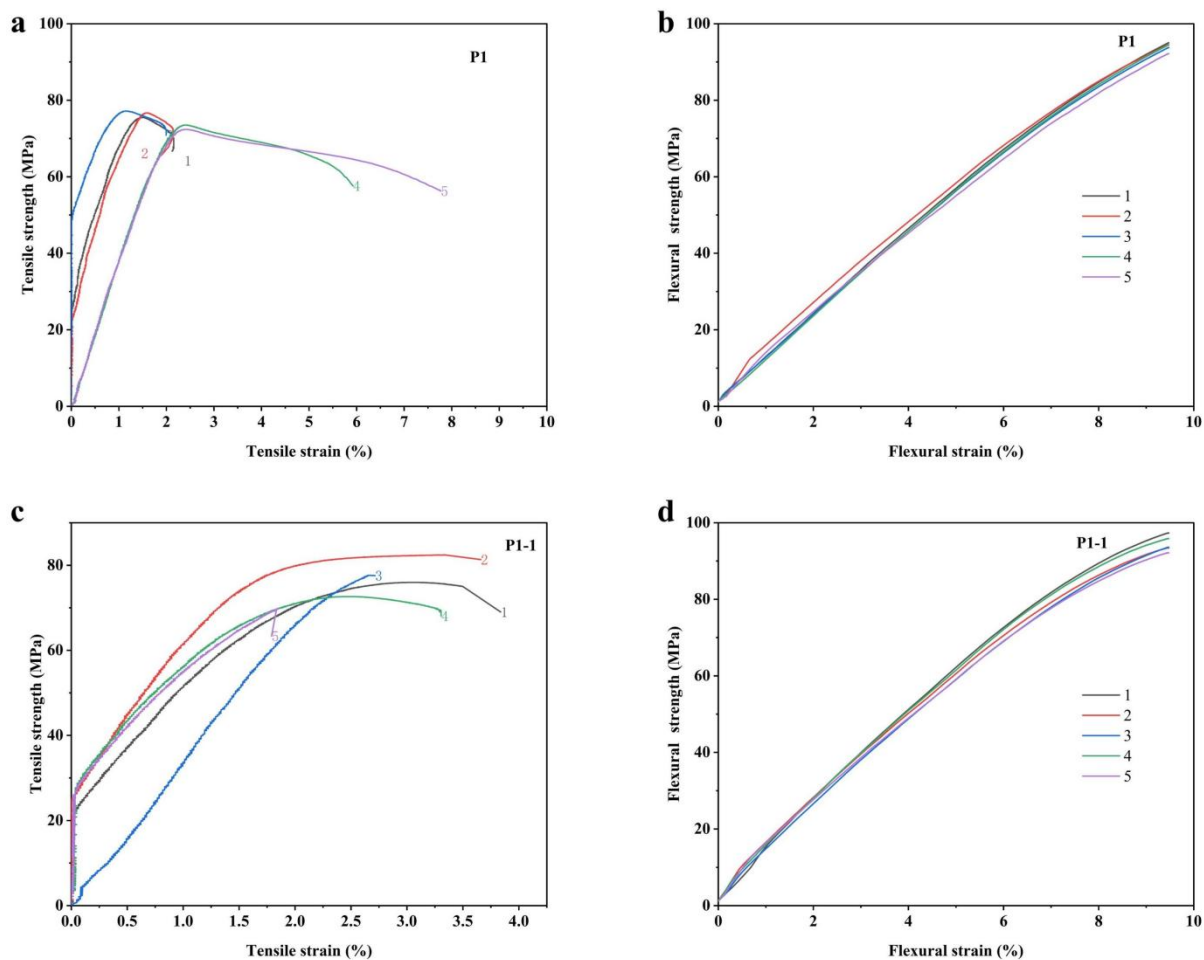 a
P1
Tensile strength (MPa)
100
80
60
40
20
0
2
1
4
5
0 1 2 3 4 5 6 7 8 9 10
Tensile strain (%)
b
P1
Flexural strength (MPa)
100
80
60
40
20
0
1
2
3
4
5
0 2 4 6 8 10
Flexural strain (%)
c
P1-1
Tensile strength (MPa)
80
60
40
20
0
2
3
1
4
5
0.0 0.5 1.0 1.5 2.0 2.5 3.0 3.5 4.0
Tensile strain (%)
d
P1-1
Flexural strength (MPa)
100
80
60
40
20
0
1
2
3
4
5
0 2 4 6 8 10
Flexural strain (%)